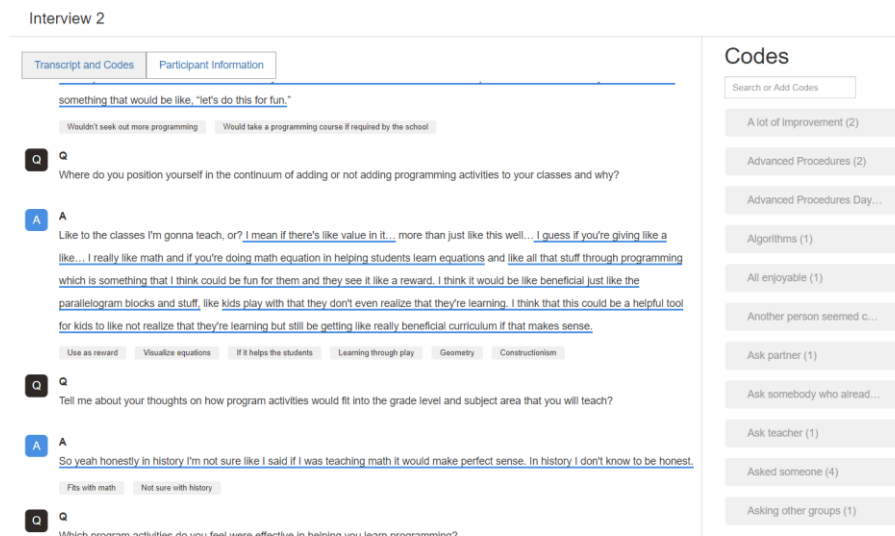 Interview 2
Transcript and Codes
Participant Information
something that would be like, "let's do this for fun."
Wouldn't seek out more programming
Would take a programming course if required by the school
Q
Q
Where do you position yourself in the continuum of adding or not adding programming activities to your classes and why?
A
A
Like to the classes I'm gonna teach, or? I mean if there's like value in it… more than just like this well… I guess if you're giving like a
like… I really like math and if you're doing math equation in helping students learn equations and like all that stuff through programming
which is something that I think could be fun for them and they see it like a reward. I think it would be like beneficial just like the
parallelogram blocks and stuff, like kids play with that they don't even realize that they're learning. I think that this could be a helpful tool
for kids to like not realize that they're learning but still be getting like really beneficial curriculum if that makes sense.
Use as reward
Visualize equations
If it helps the students
Learning through play
Geometry
Constructionism
Q
Q
Tell me about your thoughts on how program activities would fit into the grade level and subject area that you will teach?
A
A
So yeah honestly in history I'm not sure like I said if I was teaching math it would make perfect sense. In history I don't know to be honest.
Fits with math
Not sure with history
Q
Q
Which program activities do you feel were effective in helping you learn programming?
Codes
Search or Add Codes
A lot of improvement (2)
Advanced Procedures (2)
Advanced Procedures Day…
Algorithms (1)
All enjoyable (1)
Another person seemed c…
Ask partner (1)
Ask somebody who alread…
Ask teacher (1)
Asked someone (4)
Asking other groups (1)